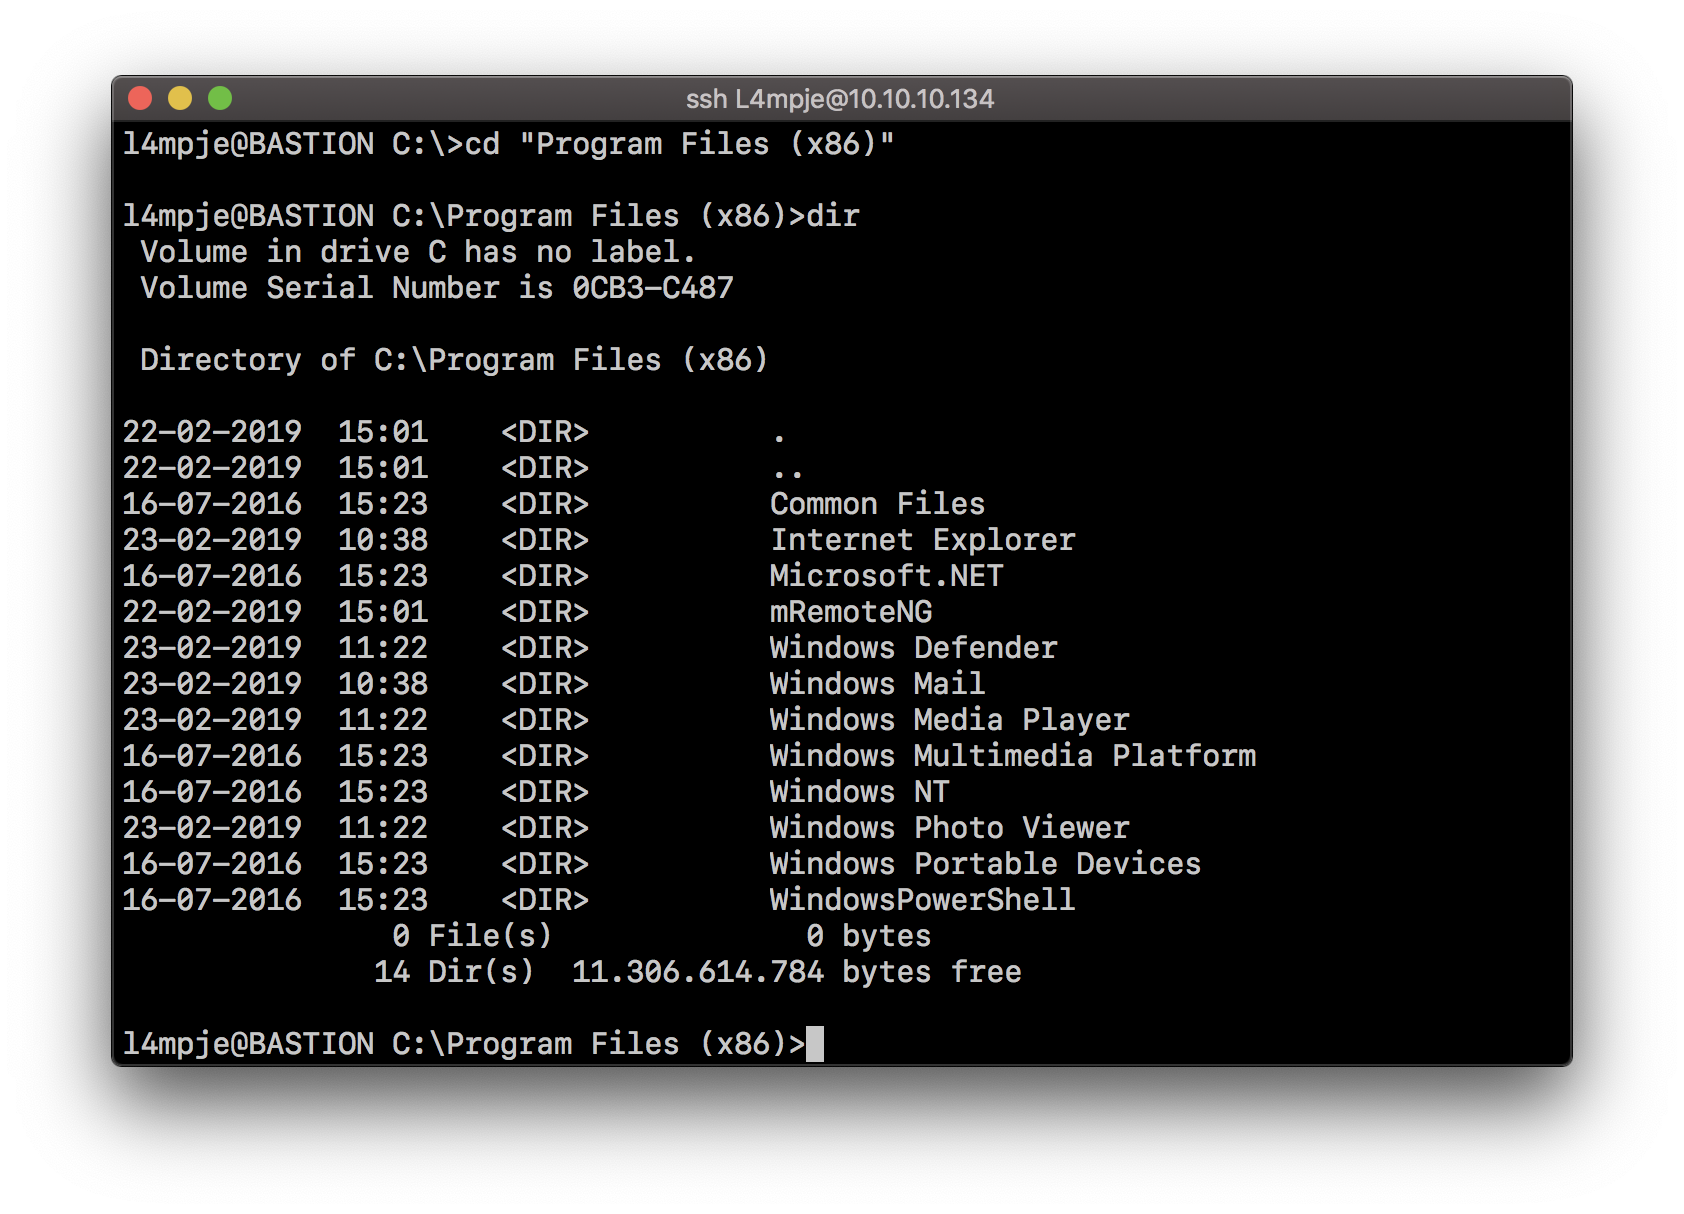 ssh L4mpje@10.10.10.134
l4mpje@BASTION C:\>cd "Program Files (x86)"
l4mpje@BASTION C:\Program Files (x86)>dir
 Volume in drive C has no label.
 Volume Serial Number is 0CB3-C487
 Directory of C:\Program Files (x86)
22-02-2019  15:01    <DIR>          .
22-02-2019  15:01    <DIR>          ..
16-07-2016  15:23    <DIR>          Common Files
23-02-2019  10:38    <DIR>          Internet Explorer
16-07-2016  15:23    <DIR>          Microsoft.NET
22-02-2019  15:01    <DIR>          mRemoteNG
23-02-2019  11:22    <DIR>          Windows Defender
23-02-2019  10:38    <DIR>          Windows Mail
23-02-2019  11:22    <DIR>          Windows Media Player
16-07-2016  15:23    <DIR>          Windows Multimedia Platform
16-07-2016  15:23    <DIR>          Windows NT
23-02-2019  11:22    <DIR>          Windows Photo Viewer
16-07-2016  15:23    <DIR>          Windows Portable Devices
16-07-2016  15:23    <DIR>          WindowsPowerShell
               0 File(s)              0 bytes
              14 Dir(s)  11.306.614.784 bytes free
l4mpje@BASTION C:\Program Files (x86)>